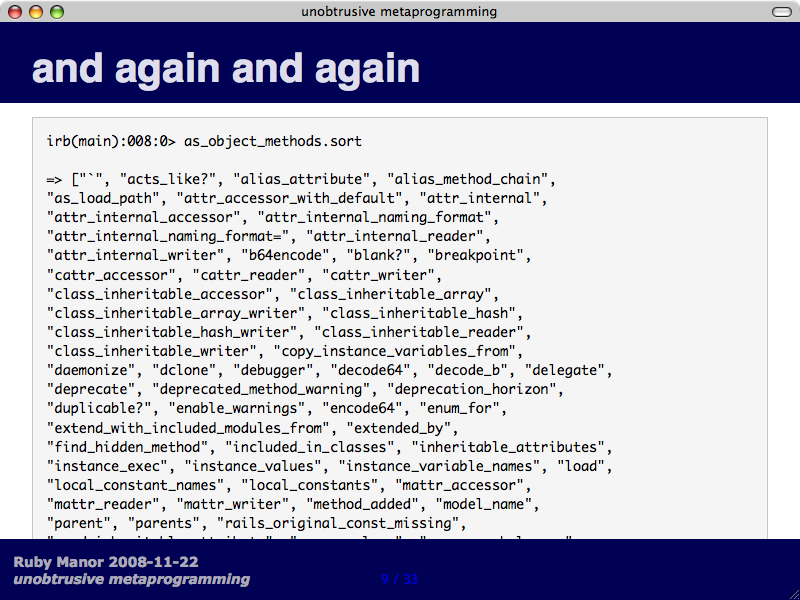 unobtrusive metaprogramming
and again and again
irb(main):008:0> as_object_methods.sort
=> ["`", "acts_like?", "alias_attribute", "alias_method_chain",
"as_load_path", "attr_accessor_with_default", "attr_internal",
"attr_internal_accessor", "attr_internal_naming_format",
"attr_internal_naming_format=", "attr_internal_reader",
"attr_internal_writer", "b64encode", "blank?", "breakpoint",
"cattr_accessor", "cattr_reader", "cattr_writer",
"class_inheritable_accessor", "class_inheritable_array",
"class_inheritable_array_writer", "class_inheritable_hash",
"class_inheritable_hash_writer", "class_inheritable_reader",
"class_inheritable_writer", "copy_instance_variables_from",
"daemonize", "dclone", "debugger", "decode64", "decode_b", "delegate",
"deprecate", "deprecated_method_warning", "deprecation_horizon",
"duplicable?", "enable_warnings", "encode64", "enum_for",
"extend_with_included_modules_from", "extended_by",
"find_hidden_method", "included_in_classes", "inheritable_attributes",
"instance_exec", "instance_values", "instance_variable_names", "load",
"local_constant_names", "local_constants", "mattr_accessor",
"mattr_reader", "mattr_writer", "method_added", "model_name",
"parent", "parents", "rails_original_const_missing",
Ruby Manor 2008-11-22
unobtrusive metaprogramming
9 / 33